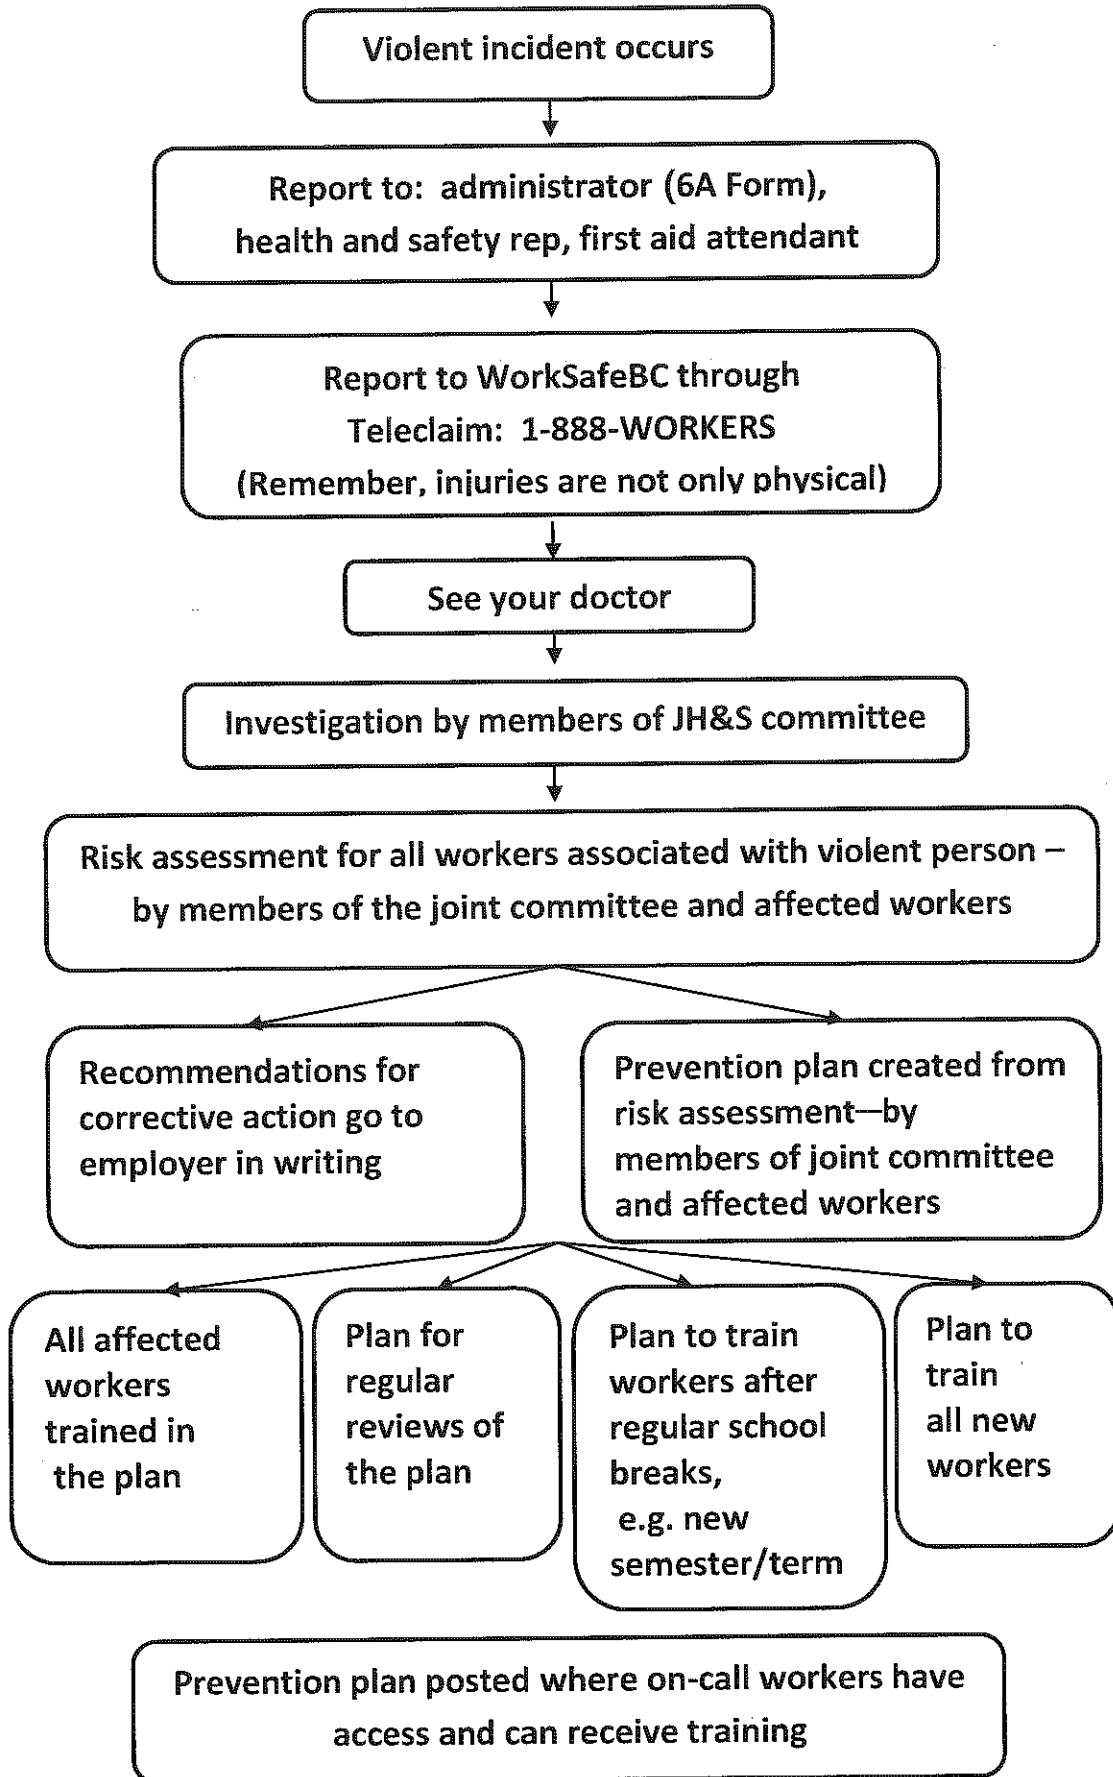 Violent incident occurs
Report to: administrator (6A Form),
health and safety rep, first aid attendant
Report to WorkSafeBC through
Teleclaim: 1-888-WORKERS
(Remember, injuries are not only physical)
See your doctor
Investigation by members of JH&S committee
Risk assessment for all workers associated with violent person –
by members of the joint committee and affected workers
Recommendations for
corrective action go to
employer in writing
Prevention plan created from
risk assessment—by
members of joint committee
and affected workers
All affected
workers
trained in
the plan
Plan for
regular
reviews of
the plan
Plan to train
workers after
regular school
breaks,
e.g. new
semester/term
Plan to
train
all new
workers
Prevention plan posted where on-call workers have
access and can receive training